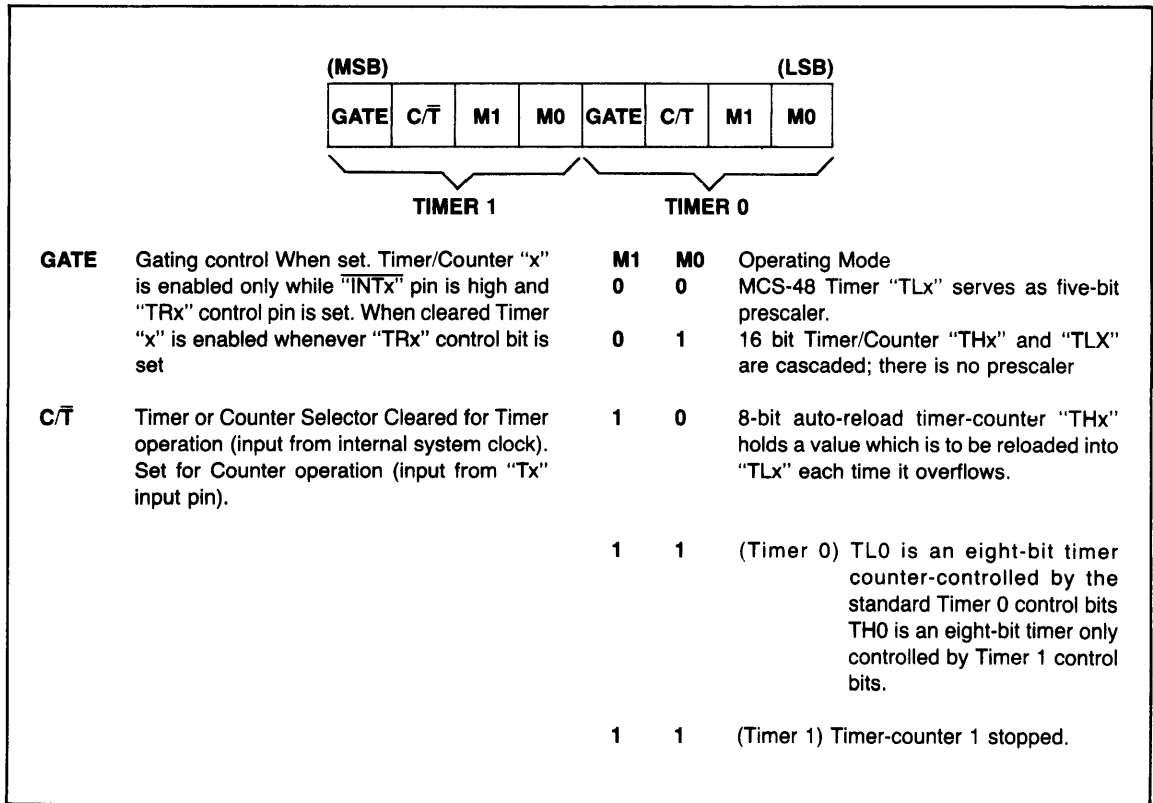 (MSB) (LSB)
GATE C/T̅ M1 M0 GATE C/T M1 M0
TIMER 1 TIMER 0
GATE Gating control When set. Timer/Counter “x”
is enabled only while “I̅N̅T̅x̅” pin is high and
“TRx” control pin is set. When cleared Timer
“x” is enabled whenever “TRx” control bit is
set
C/T̅ Timer or Counter Selector Cleared for Timer
operation (input from internal system clock).
Set for Counter operation (input from “Tx”
input pin).
M1 M0 Operating Mode
0 0 MCS-48 Timer “TLx” serves as five-bit
prescaler.
0 1 16 bit Timer/Counter “THx” and “TLX”
are cascaded; there is no prescaler
1 0 8-bit auto-reload timer-counter “THx”
holds a value which is to be reloaded into
“TLx” each time it overflows.
1 1 (Timer 0) TL0 is an eight-bit timer
counter-controlled by the
standard Timer 0 control bits
TH0 is an eight-bit timer only
controlled by Timer 1 control
bits.
1 1 (Timer 1) Timer-counter 1 stopped.